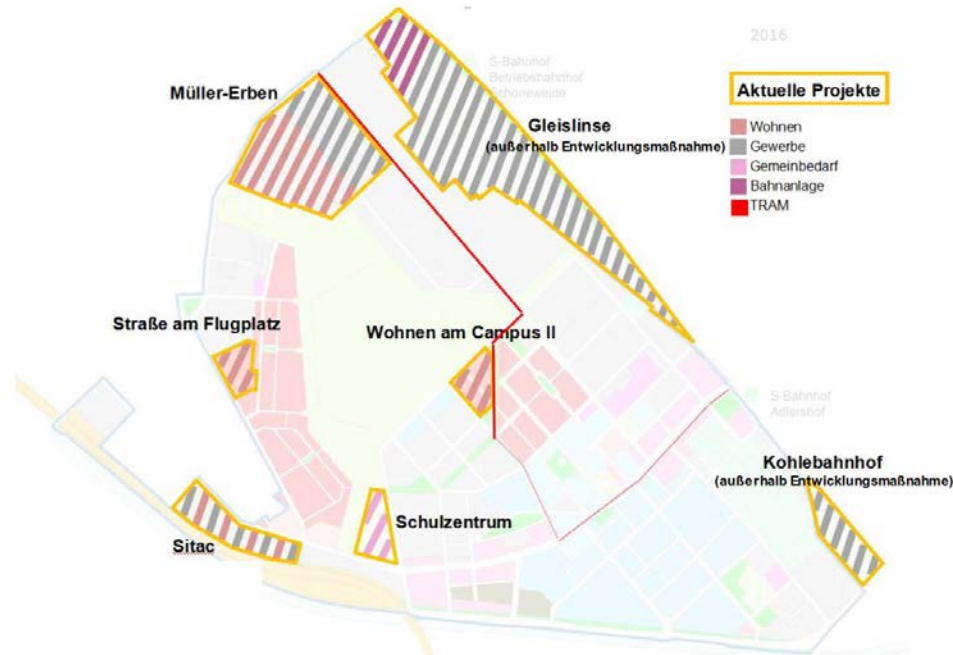 2016
S-Bahnhof
Betriebsbahnhof
Schöneweide
Aktuelle Projekte
Wohnen
Gewerbe
Gemeinbedarf
Bahnanlage
TRAM
Müller-Erben
Gleislinse
(außerhalb Entwicklungsmaßnahme)
Straße am Flugplatz
Wohnen am Campus II
S-Bahnhof
Adlershof
Kohlebahnhof
(außerhalb Entwicklungsmaßnahme)
Schulzentrum
Sitac